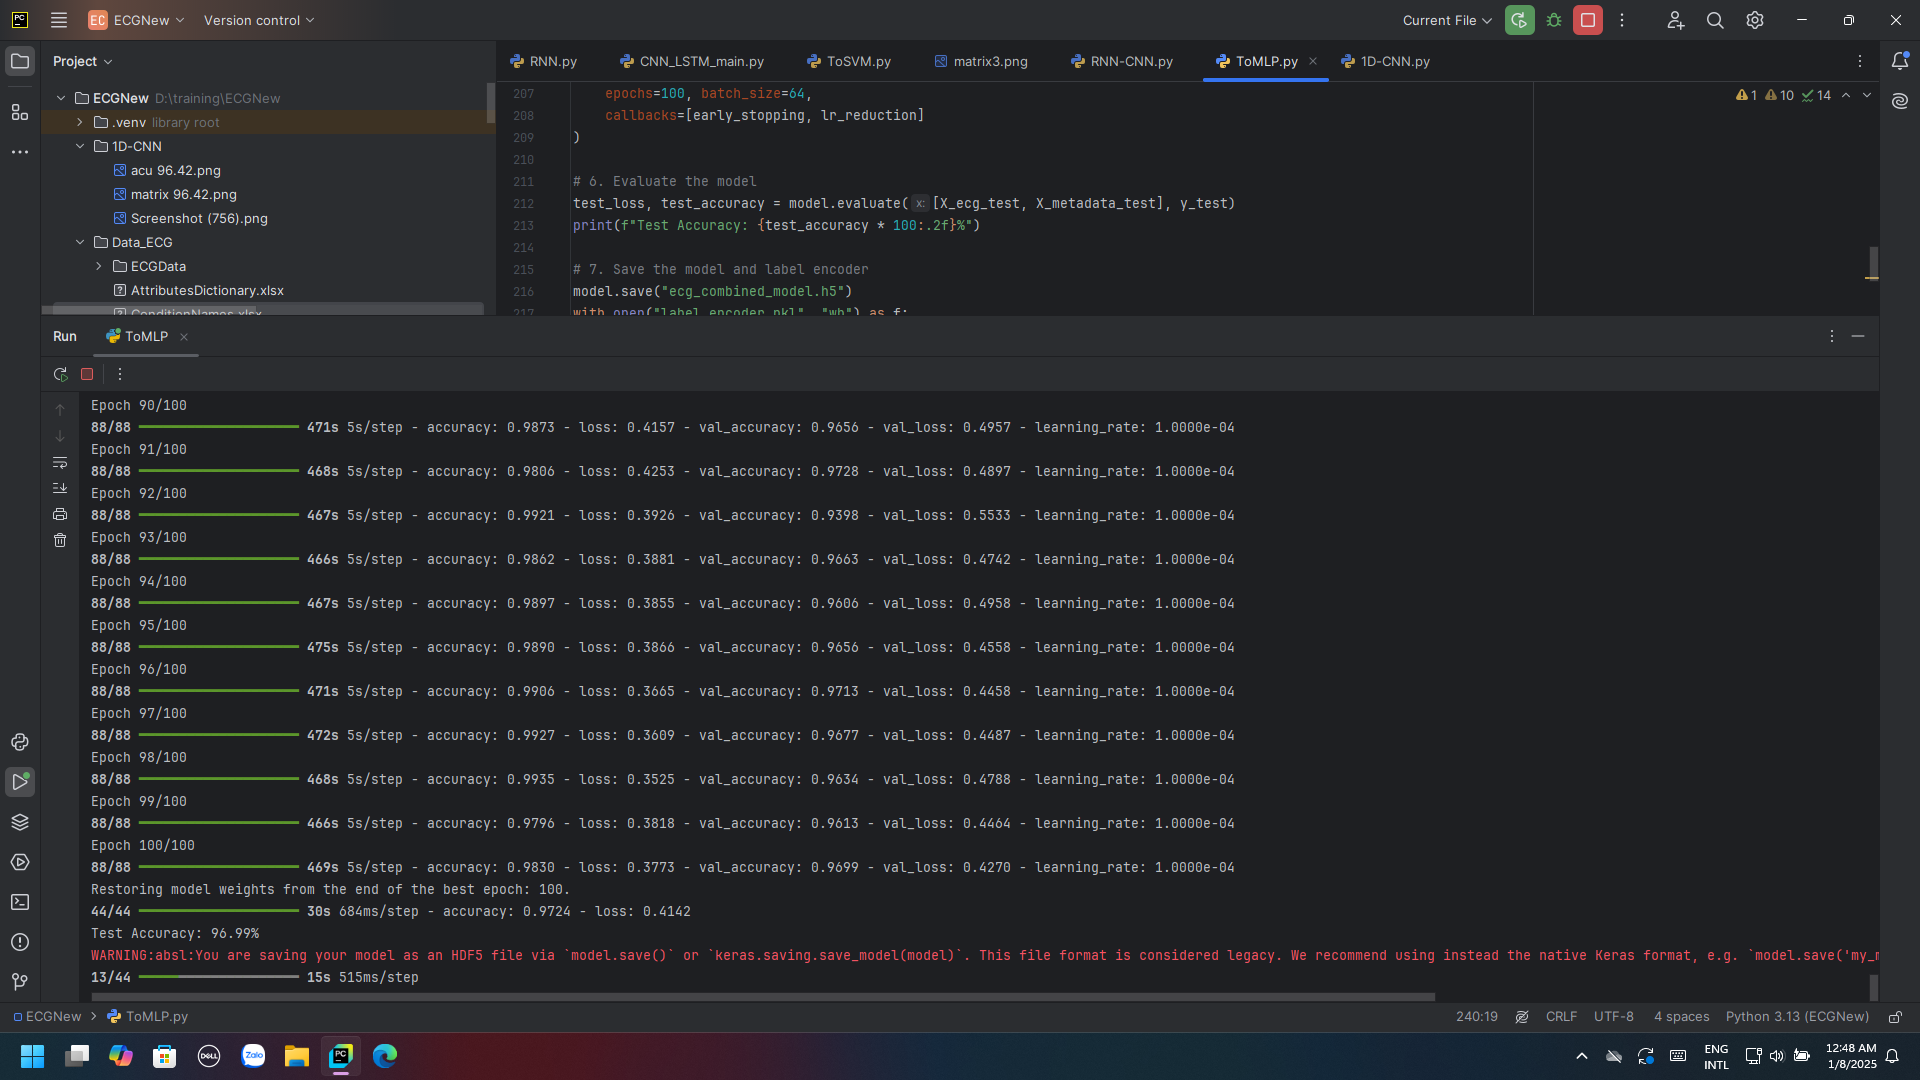 PC EC ECGNew Version control Current File
Project
RNN.py CNN_LSTM_main.py ToSVM.py matrix3.png RNN-CNN.py ToMLP.py 1D-CNN.py
ECGNew D:\training\ECGNew
.venv library root
1D-CNN
acu 96.42.png
matrix 96.42.png
Screenshot (756).png
Data_ECG
ECGData
AttributesDictionary.xlsx
ConditionNames.xlsx
1 10 14
207 epochs=100, batch_size=64,
208 callbacks=[early_stopping, lr_reduction]
209 )
210
211 # 6. Evaluate the model
212 test_loss, test_accuracy = model.evaluate( x: [X_ecg_test, X_metadata_test], y_test)
213 print(f"Test Accuracy: {test_accuracy * 100:.2f}%")
214
215 # 7. Save the model and label encoder
216 model.save("ecg_combined_model.h5")
217 with open("label_encoder.pkl", "wb") as f:
Run ToMLP
Epoch 90/100
88/88 471s 5s/step - accuracy: 0.9873 - loss: 0.4157 - val_accuracy: 0.9656 - val_loss: 0.4957 - learning_rate: 1.0000e-04
Epoch 91/100
88/88 468s 5s/step - accuracy: 0.9806 - loss: 0.4253 - val_accuracy: 0.9728 - val_loss: 0.4897 - learning_rate: 1.0000e-04
Epoch 92/100
88/88 467s 5s/step - accuracy: 0.9921 - loss: 0.3926 - val_accuracy: 0.9398 - val_loss: 0.5533 - learning_rate: 1.0000e-04
Epoch 93/100
88/88 466s 5s/step - accuracy: 0.9862 - loss: 0.3881 - val_accuracy: 0.9663 - val_loss: 0.4742 - learning_rate: 1.0000e-04
Epoch 94/100
88/88 467s 5s/step - accuracy: 0.9897 - loss: 0.3855 - val_accuracy: 0.9606 - val_loss: 0.4958 - learning_rate: 1.0000e-04
Epoch 95/100
88/88 475s 5s/step - accuracy: 0.9890 - loss: 0.3866 - val_accuracy: 0.9656 - val_loss: 0.4558 - learning_rate: 1.0000e-04
Epoch 96/100
88/88 471s 5s/step - accuracy: 0.9906 - loss: 0.3665 - val_accuracy: 0.9713 - val_loss: 0.4458 - learning_rate: 1.0000e-04
Epoch 97/100
88/88 472s 5s/step - accuracy: 0.9927 - loss: 0.3609 - val_accuracy: 0.9677 - val_loss: 0.4487 - learning_rate: 1.0000e-04
Epoch 98/100
88/88 468s 5s/step - accuracy: 0.9935 - loss: 0.3525 - val_accuracy: 0.9634 - val_loss: 0.4788 - learning_rate: 1.0000e-04
Epoch 99/100
88/88 466s 5s/step - accuracy: 0.9796 - loss: 0.3818 - val_accuracy: 0.9613 - val_loss: 0.4464 - learning_rate: 1.0000e-04
Epoch 100/100
88/88 469s 5s/step - accuracy: 0.9830 - loss: 0.3773 - val_accuracy: 0.9699 - val_loss: 0.4270 - learning_rate: 1.0000e-04
Restoring model weights from the end of the best epoch: 100.
44/44 30s 684ms/step - accuracy: 0.9724 - loss: 0.4142
Test Accuracy: 96.99%
WARNING:absl:You are saving your model as an HDF5 file via `model.save()` or `keras.saving.save_model(model)`. This file format is considered legacy. We recommend using instead the native Keras format, e.g. `model.save('my_m
13/44 15s 515ms/step
ECGNew > ToMLP.py 240:19 CRLF UTF-8 4 spaces Python 3.13 (ECGNew)
DELL Zalo PC ENG 12:48 AM
INTL 1/8/2025